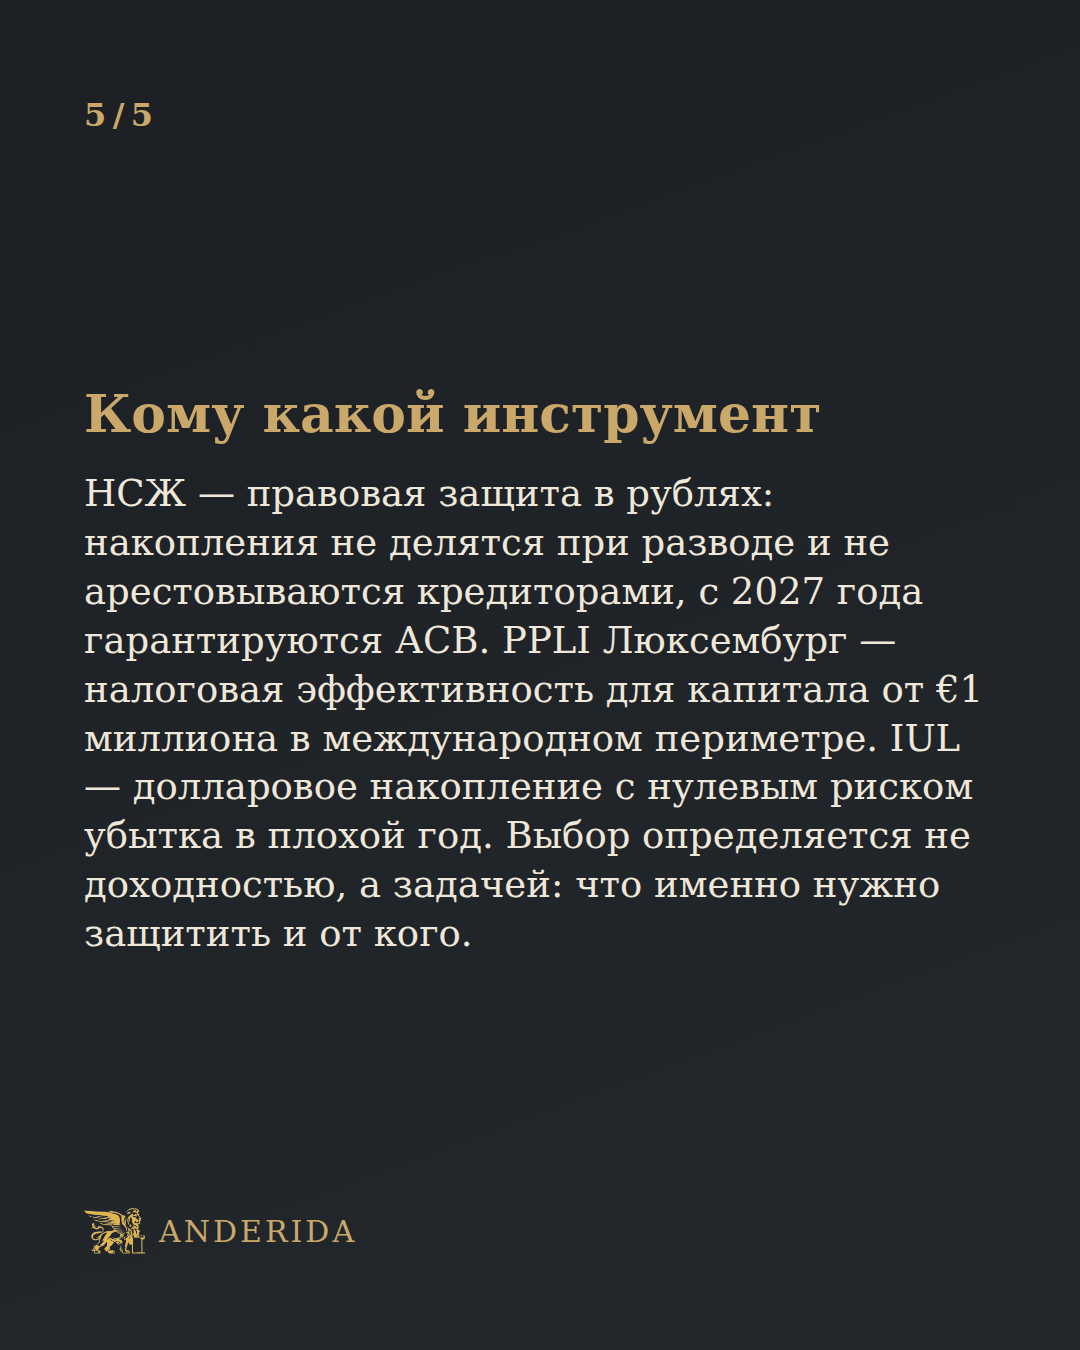 5/5
Кому какой инструмент
НСЖ — правовая защита в рублях:
накопления не делятся при разводе и не
арестовываются кредиторами, с 2027 года
гарантируются АСВ. PPLI Люксембург —
налоговая эффективность для капитала от €1
миллиона в международном периметре. IUL
— долларовое накопление с нулевым риском
убытка в плохой год. Выбор определяется не
доходностью, а задачей: что именно нужно
защитить и от кого.
ANDERIDA